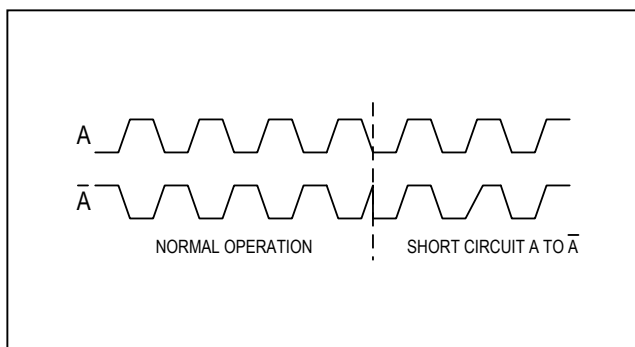 A
A̅
NORMAL OPERATION
SHORT CIRCUIT A TO A̅